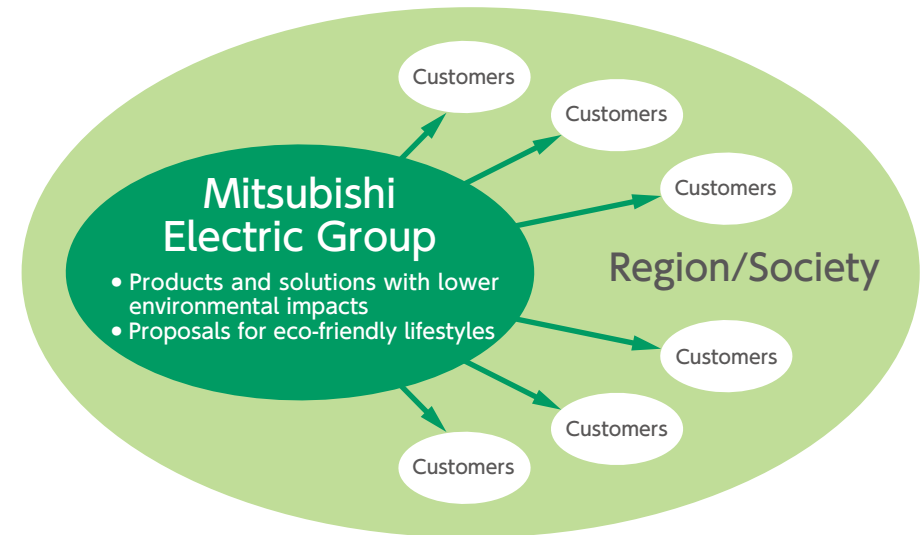 Customers
Customers
Customers
Mitsubishi
Electric Group
• Products and solutions with lower
environmental impacts
• Proposals for eco-friendly lifestyles
Region/Society
Customers
Customers
Customers